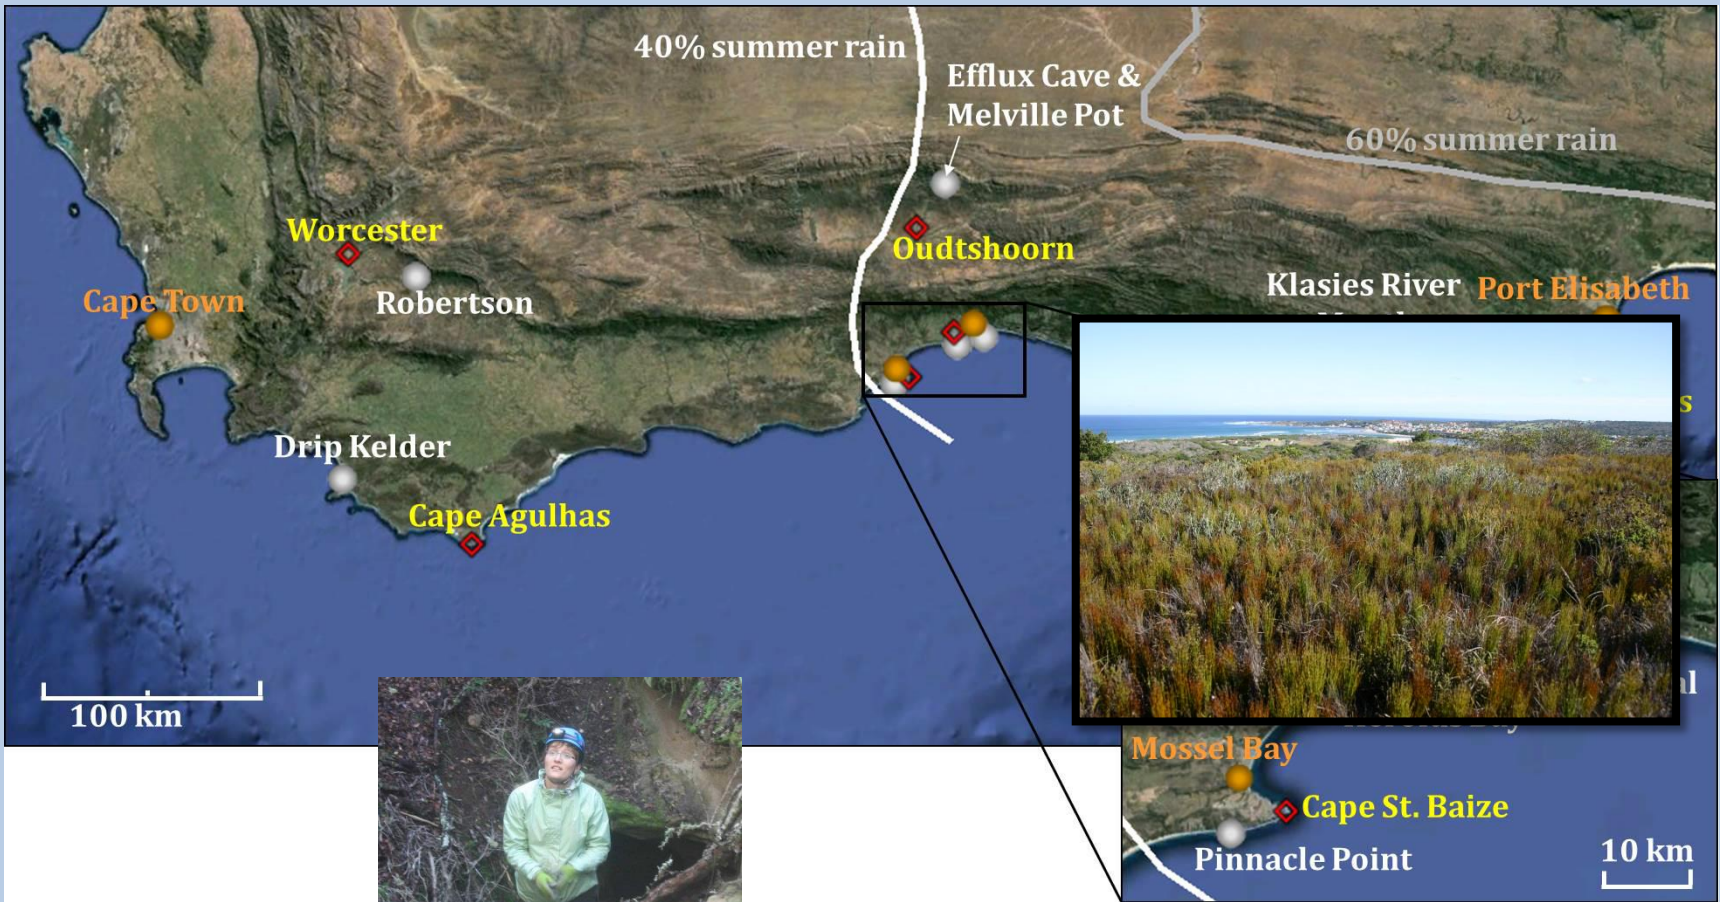 40% summer rain
Efflux Cave &
Melville Pot
60% summer rain
Worcester
Oudtshoorn
Robertson
Klasies River
Port Elisabeth
Cape Town
Drip Kelder
Cape Agulhas
100 km
Mossel Bay
Cape St. Baize
Pinnacle Point
10 km